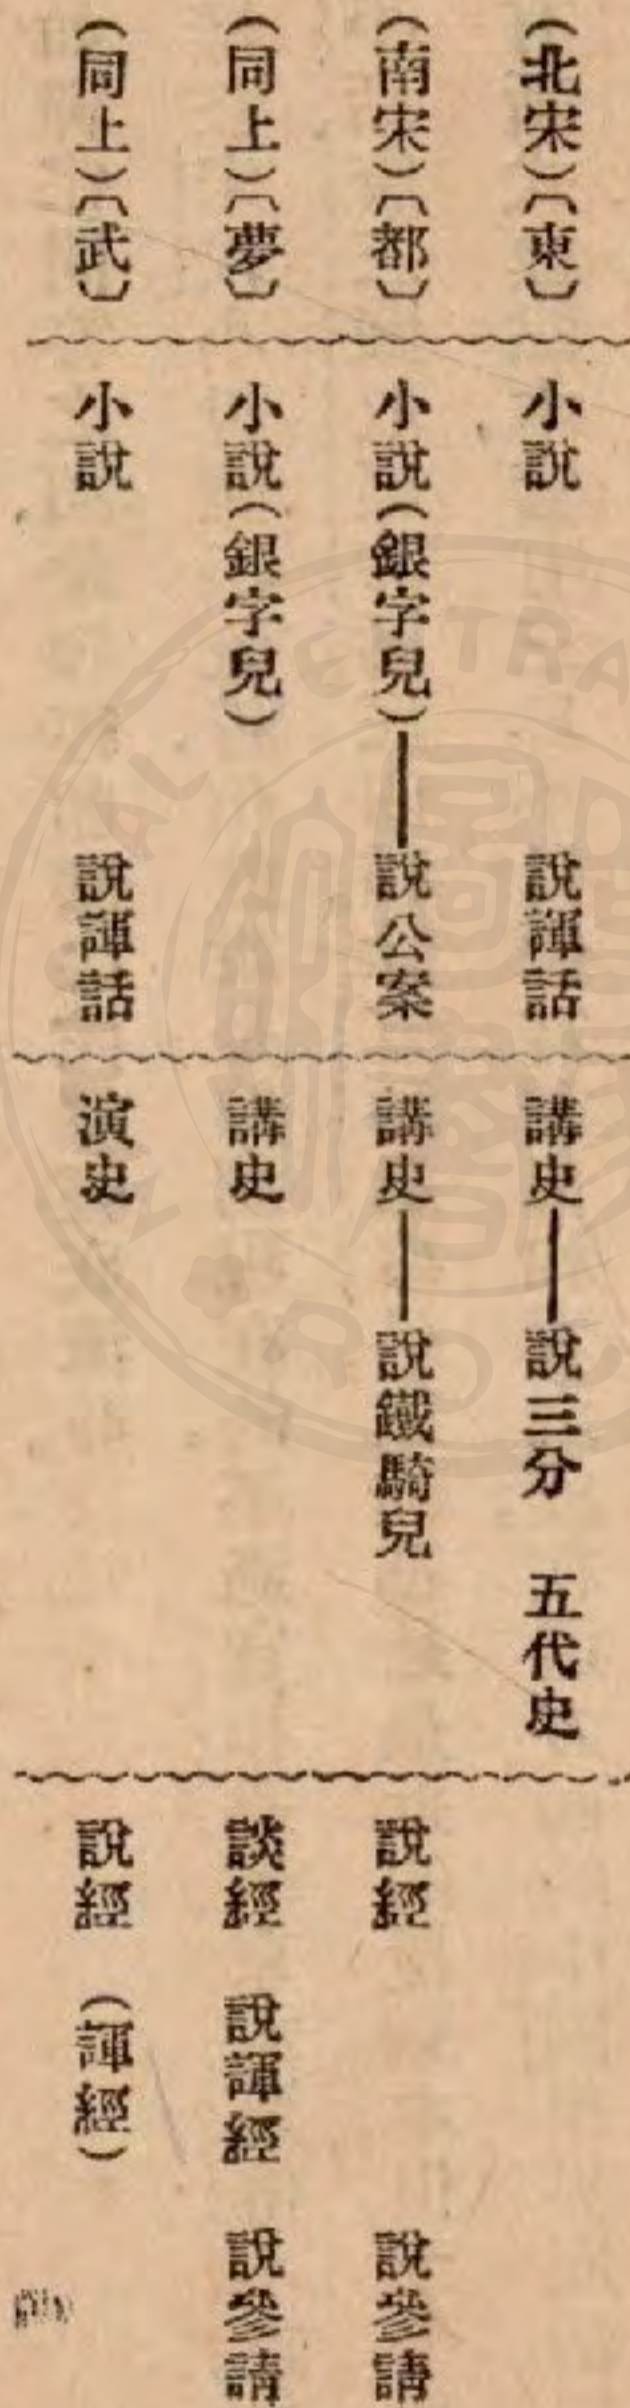 （北宋）〔東〕 小說 說諢話 講史——說三分 五代史
（南宋）〔都〕 小說（銀字兒）——說公案 講史——說鐵騎兒 說經 說參請
（同上）〔夢〕 小說（銀字兒） 講史 談經 說諢經 說參請
（同上）〔武〕 小說 說諢話 演史 說經 （諢經）